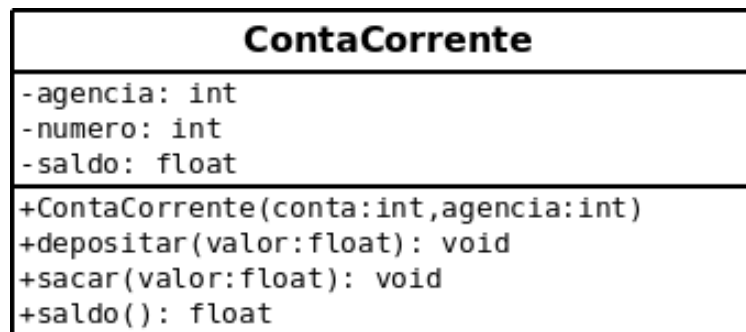 ContaCorrente
-agencia: int
-numero: int
-saldo: float
+ContaCorrente(conta:int,agencia:int)
+depositar(valor:float): void
+sacar(valor:float): void
+saldo(): float